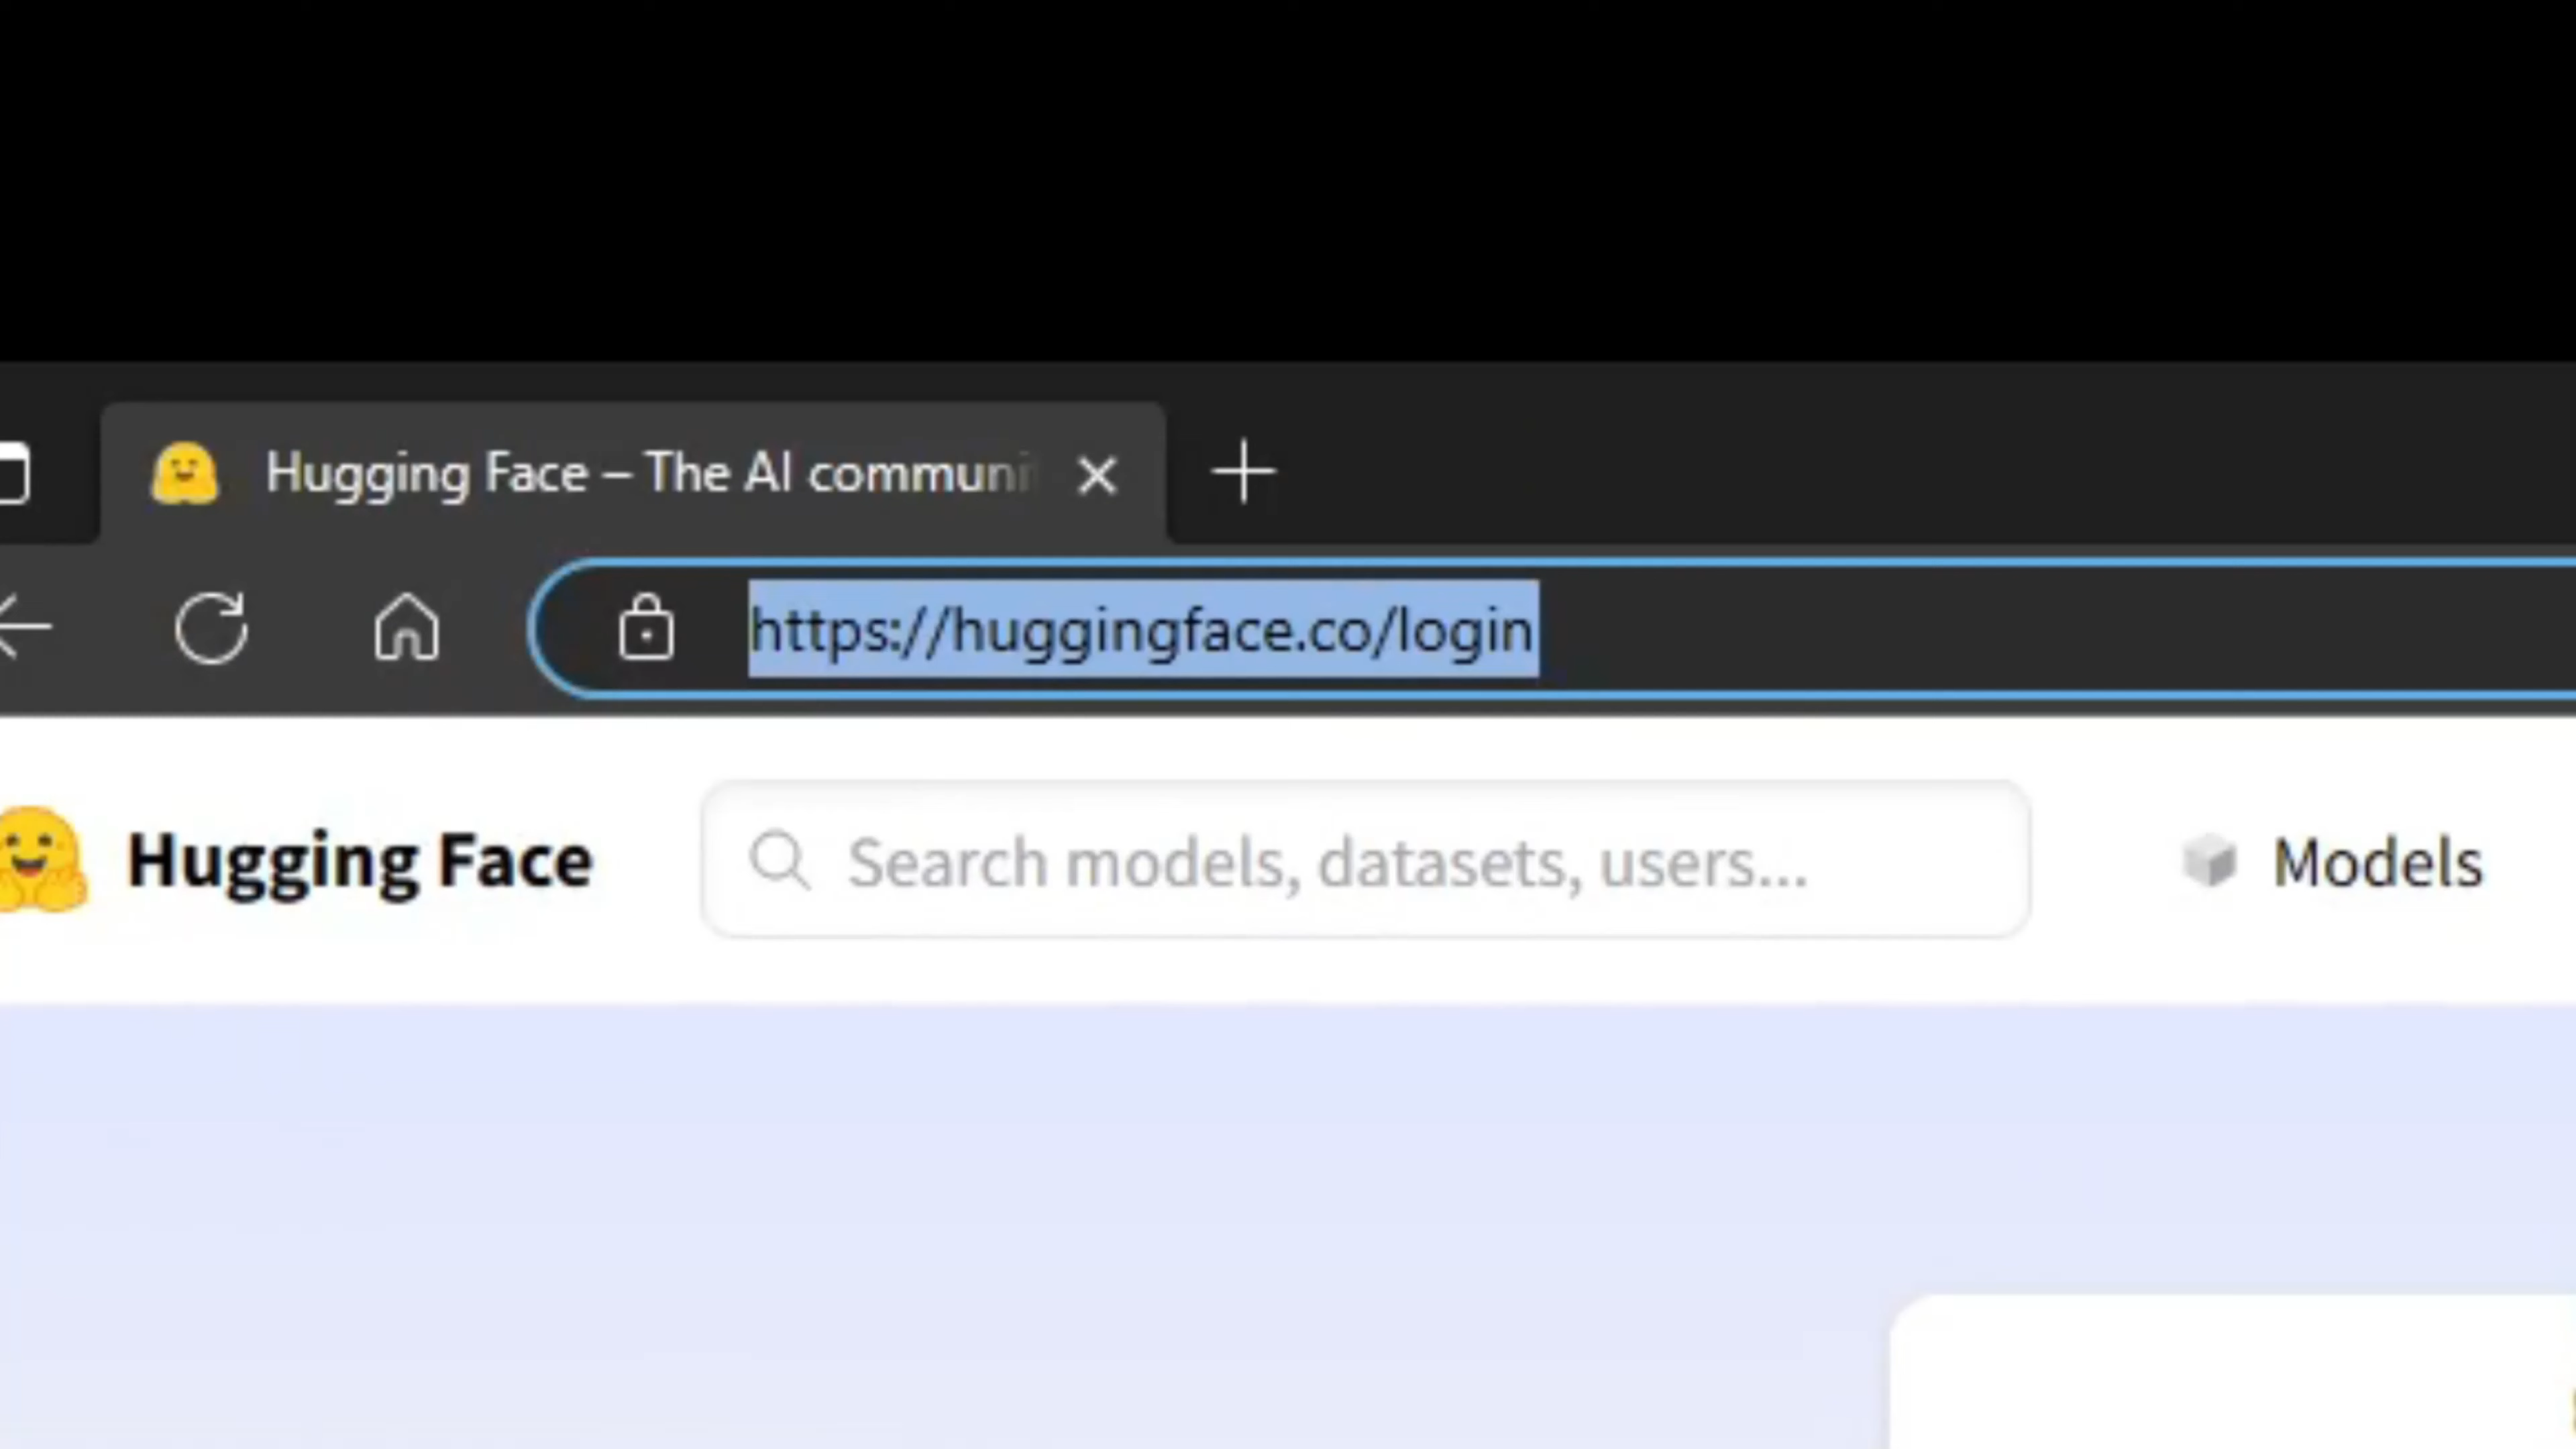 Hugging Face – The AI communi
https://huggingface.co/login
Hugging Face
Search models, datasets, users...
Models